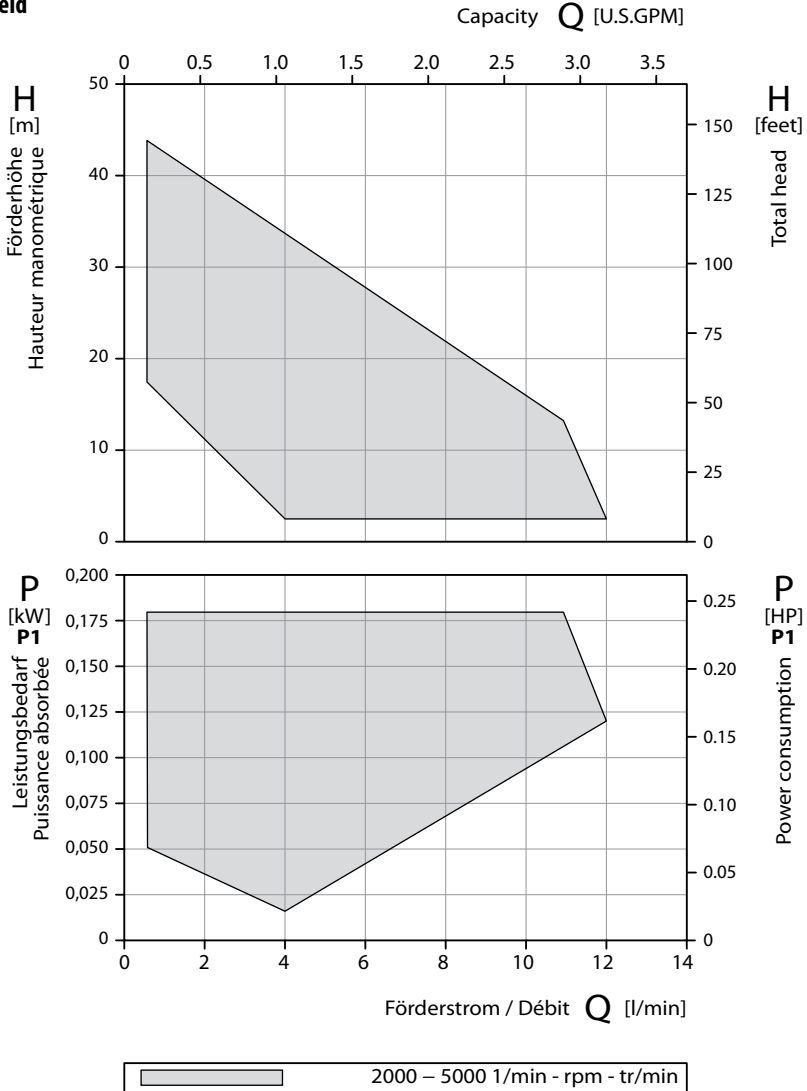 eld
Capacity Q [U.S.GPM]
0 0.5 1.0 1.5 2.0 2.5 3.0 3.5
H
[m]
Förderhöhe
Hauteur manométrique
50
40
30
20
10
0
H
[feet]
Total head
150
125
100
75
50
25
0
P
[kW]
P1
Leistungsbedarf
Puissance absorbée
0,200
0,175
0,150
0,125
0,100
0,075
0,050
0,025
0
P
[HP]
P1
Power consumption
0.25
0.20
0.15
0.10
0.05
0
0 2 4 6 8 10 12 14
Förderstrom / Débit Q [l/min]
2000 – 5000 1/min - rpm - tr/min